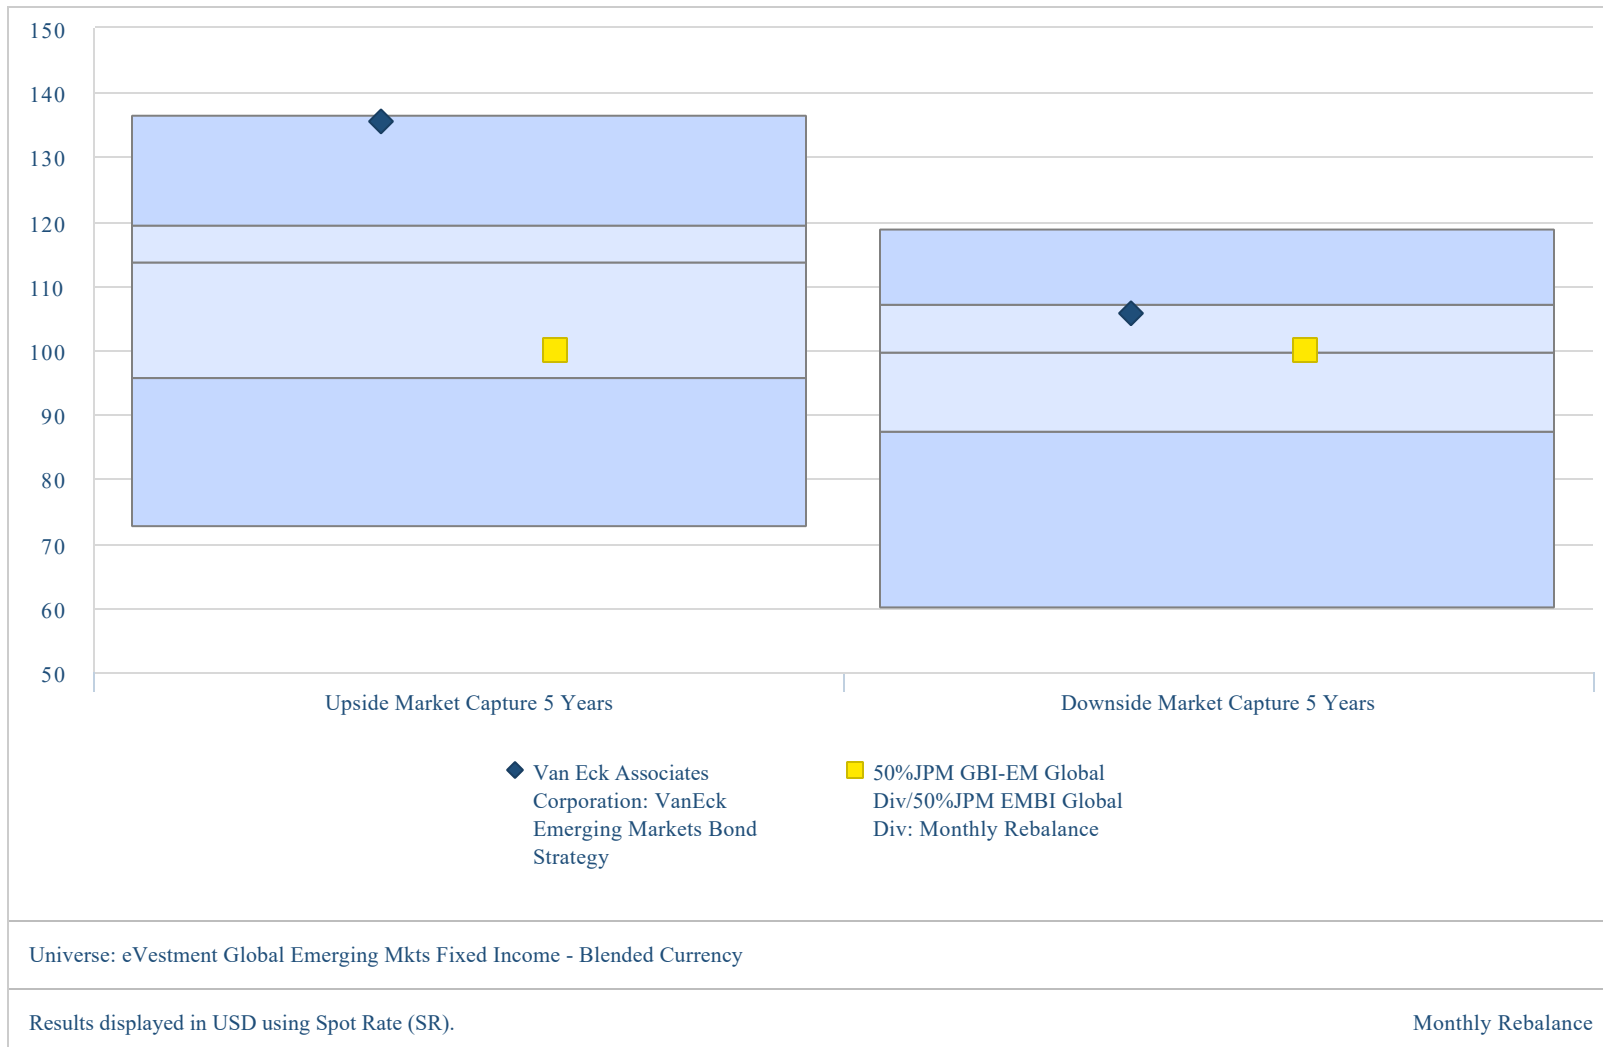 150
140
130
120
110
100
90
80
70
60
50
Upside Market Capture 5 Years
Downside Market Capture 5 Years
Van Eck Associates
Corporation: VanEck
Emerging Markets Bond
Strategy
50%JPM GBI-EM Global
Div/50%JPM EMBI Global
Div: Monthly Rebalance
Universe: eVestment Global Emerging Mkts Fixed Income - Blended Currency
Results displayed in USD using Spot Rate (SR).
Monthly Rebalance